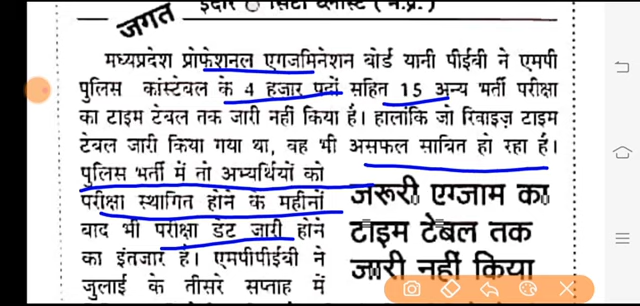 जगत
इंदौर सिटी ब्लास्ट (म.प्र.)
मध्यप्रदेश प्रोफेशनल एग्जामिनेशन बोर्ड यानी पीईबी ने एमपी
पुलिस कांस्टेबल के 4 हजार पदों सहित 15 अन्य भर्ती परीक्षा
का टाइम टेबल तक जारी नहीं किया है। हालांकि जो रिवाइज़ टाइम
टेबल जारी किया गया था, वह भी असफल साबित हो रहा है।
पुलिस भर्ती में तो अभ्यर्थियों को
परीक्षा स्थागित होने के महीनों
बाद भी परीक्षा डेट जारी होने
का इंतजार है। एमपीपीईबी ने
जुलाई के तीसरे सप्ताह में
जरूरी एग्जाम का
टाइम टेबल तक
जारी नहीं किया